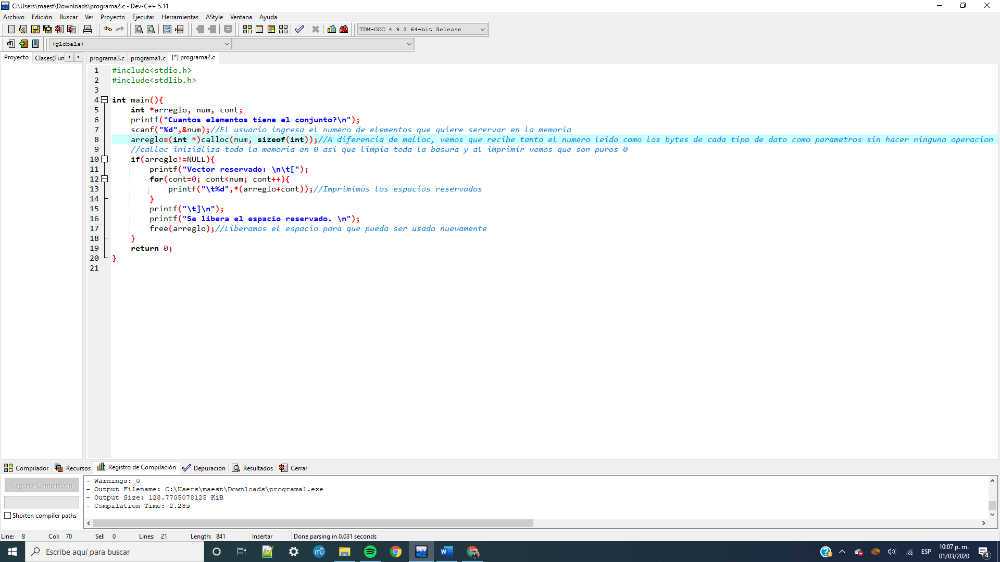 C:\Users\maest\Downloads\programa2.c - Dev-C++ 5.11
Archivo Edición Buscar Ver Proyecto Ejecutar Herramientas AStyle Ventana Ayuda
TDM-GCC 4.9.2 64-bit Release
(globals)
Proyecto Clases(Fun programa3.c programa1.c [*] programa2.c
1 #include<stdio.h>
2 #include<stdlib.h>
3
4 int main(){
5 int *arreglo, num, cont;
6 printf("Cuantos elementos tiene el conjunto?\n");
7 scanf("%d",&num);//El usuario ingresa el numero de elementos que quiere serervar en la memoria
8 arreglo=(int *)calloc(num, sizeof(int));//A diferencia de malloc, vemos que recibe tanto el numero leido como los bytes de cada tipo de dato como parametros sin hacer ninguna operacion
9 //calloc inizializa toda la memoria en 0 asi que limpia toda la basura y al imprimir vemos que son puros 0
10 if(arreglo!=NULL){
11 printf("Vector reservado: \n\t[");
12 for(cont=0; cont<num; cont++){
13 printf("\t%d",*(arreglo+cont));//Imprimimos los espacios reservados
14 }
15 printf("\t]\n");
16 printf("Se libera el espacio reservado. \n");
17 free(arreglo);//Liberamos el espacio para que pueda ser usado nuevamente
18 }
19 return 0;
20 }
21
Compilador Recursos Registro de Compilación Depuración Resultados Cerrar
Cancelar Compilación
Shorten compiler paths
- Warnings: 0
- Output Filename: C:\Users\maest\Downloads\programa1.exe
- Output Size: 128.7705078125 KiB
- Compilation Time: 2.28s
Line: 8 Col: 70 Sel: 0 Lines: 21 Length: 841 Insertar Done parsing in 0.031 seconds
Escribe aquí para buscar
DEV
ESP
10:07 p. m.
01/03/2020
4